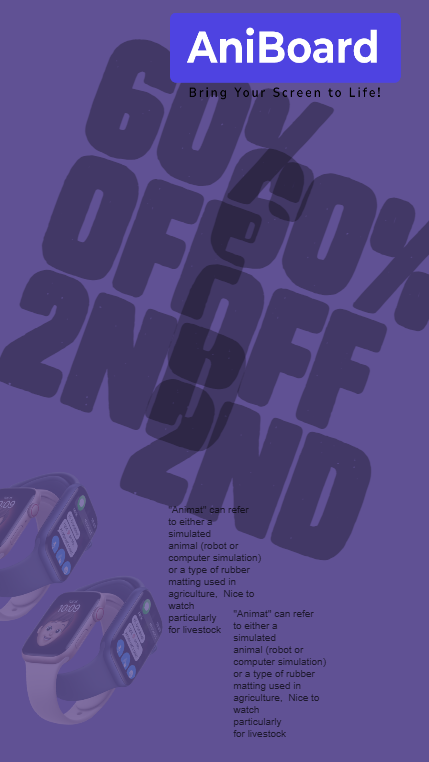 AniBoard
Bring Your Screen to Life!
60%
OFF
2ND
60%
OFF
2ND
10:09
10:09
"Animat" can refer
to either a
simulated
animal (robot or
computer simulation)
or a type of rubber
matting used in
agriculture, Nice to
watch
particularly
for livestock
"Animat" can refer
to either a
simulated
animal (robot or
computer simulation)
or a type of rubber
matting used in
agriculture, Nice to
watch
particularly
for livestock